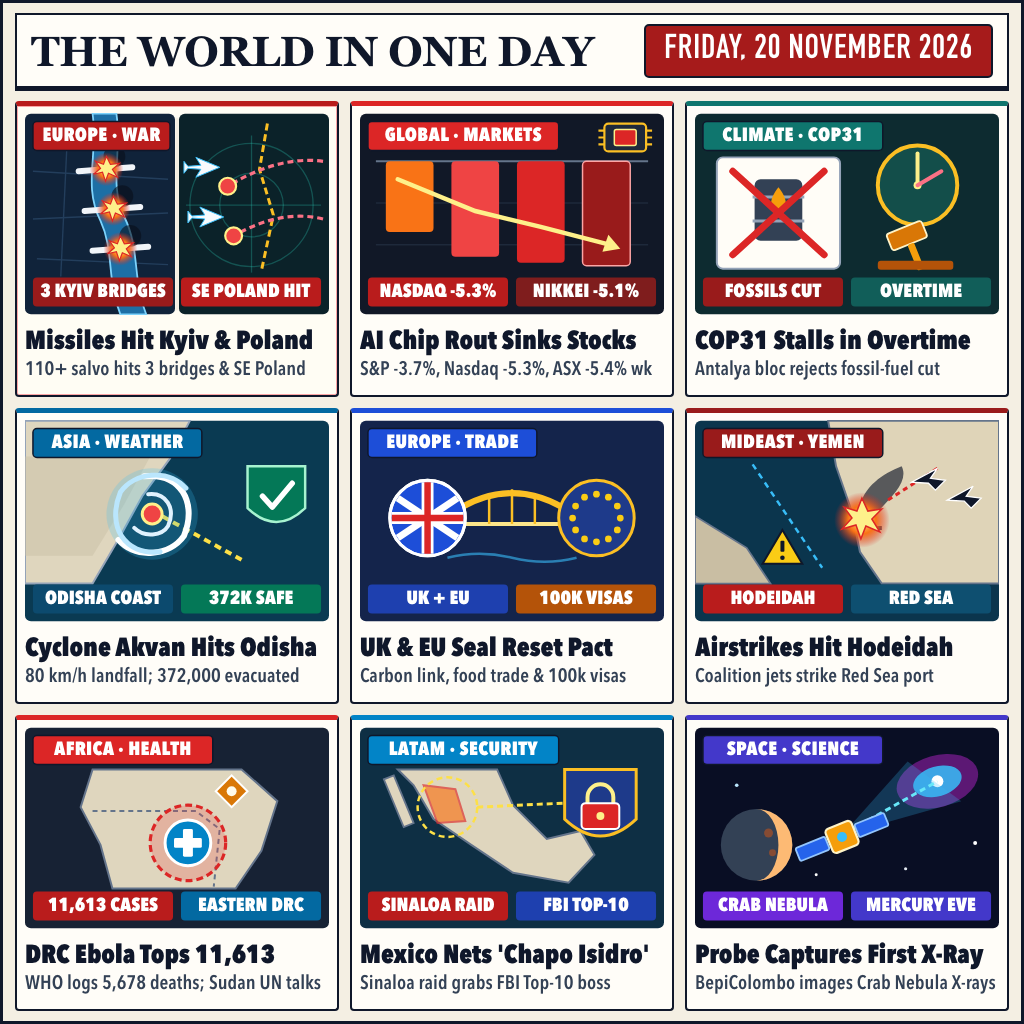 THE WORLD IN ONE DAY
FRIDAY, 20 NOVEMBER 2026
EUROPE · WAR
3 KYIV BRIDGES
SE POLAND HIT
Missiles Hit Kyiv & Poland
110+ salvo hits 3 bridges & SE Poland
GLOBAL · MARKETS
NASDAQ -5.3%
NIKKEI -5.1%
AI Chip Rout Sinks Stocks
S&P -3.7%, Nasdaq -5.3%, ASX -5.4% wk
CLIMATE · COP31
FOSSILS CUT
OVERTIME
COP31 Stalls in Overtime
Antalya bloc rejects fossil-fuel cut
ASIA · WEATHER
ODISHA COAST
372K SAFE
Cyclone Akvan Hits Odisha
80 km/h landfall; 372,000 evacuated
EUROPE · TRADE
UK + EU
100K VISAS
UK & EU Seal Reset Pact
Carbon link, food trade & 100k visas
MIDEAST · YEMEN
HODEIDAH
RED SEA
Airstrikes Hit Hodeidah
Coalition jets strike Red Sea port
AFRICA · HEALTH
11,613 CASES
EASTERN DRC
DRC Ebola Tops 11,613
WHO logs 5,678 deaths; Sudan UN talks
LATAM · SECURITY
SINALOA RAID
FBI TOP-10
Mexico Nets 'Chapo Isidro'
Sinaloa raid grabs FBI Top-10 boss
SPACE · SCIENCE
CRAB NEBULA
MERCURY EVE
Probe Captures First X-Ray
BepiColombo images Crab Nebula X-rays